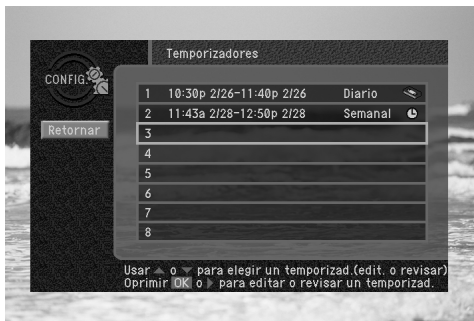 Temporizadores
CONFIG.
Retornar
1 10:30p 2/26-11:40p 2/26 Diario
2 11:43a 2/28-12:50p 2/28 Semanal
3
4
5
6
7
8
Usar ▲ o ▼ para elegir un temporizad.(edit. o revisar)
Oprimir OK o ▶ para editar o revisar un temporizad.